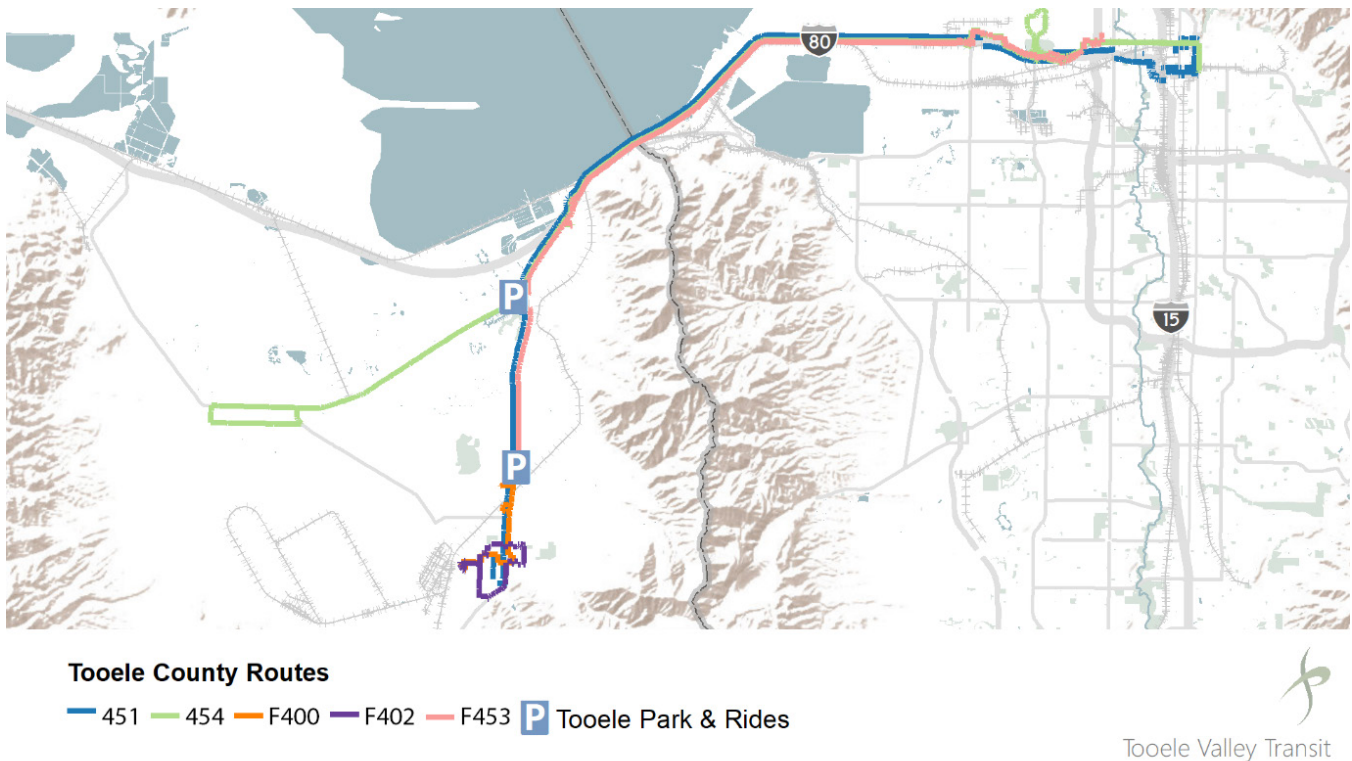 80
P
15
P
Tooele County Routes
451 454 F400 F402 F453 P Tooele Park & Rides
Tooele Valley Transit